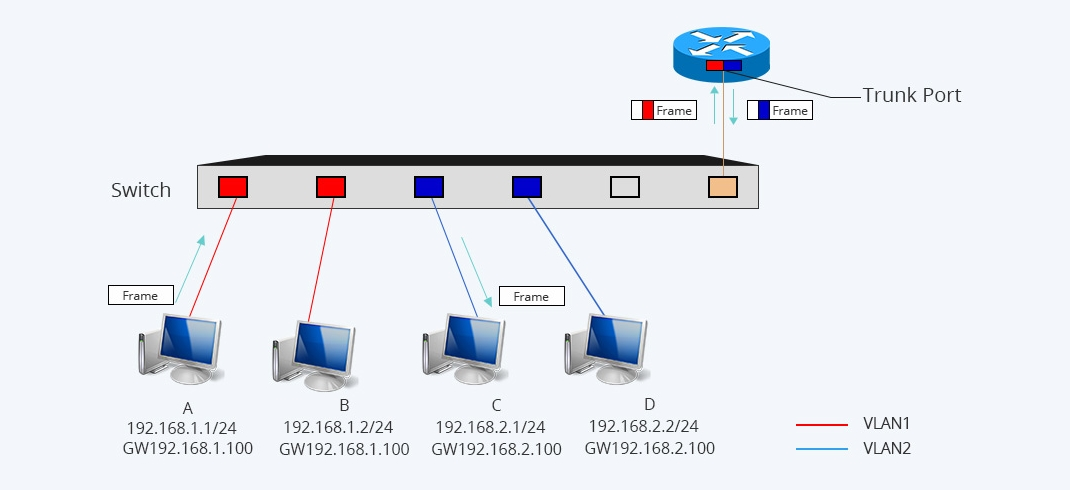 Trunk Port
Frame
Frame
Switch
Frame
Frame
A
192.168.1.1/24
GW192.168.1.100
B
192.168.1.2/24
GW192.168.1.100
C
192.168.2.1/24
GW192.168.2.100
D
192.168.2.2/24
GW192.168.2.100
VLAN1
VLAN2